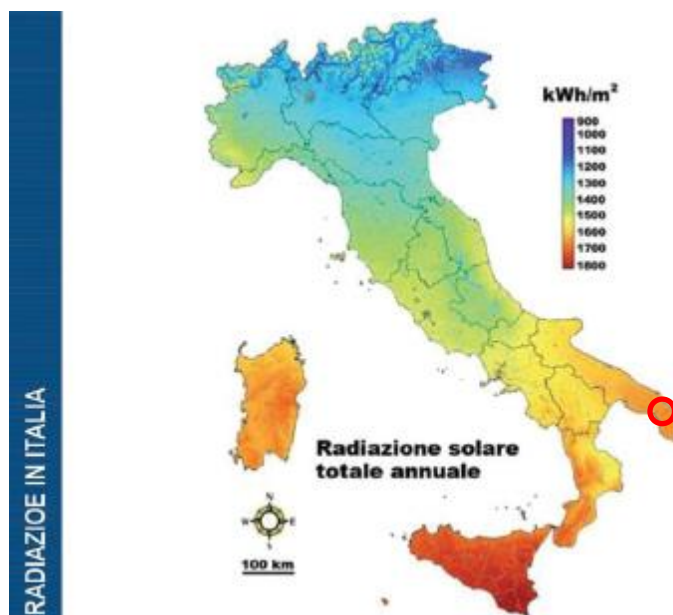 RADIAZIOE IN ITALIA
kWh/m²
900
1000
1100
1200
1300
1400
1500
1600
1700
1800
Radiazione solare
totale annuale
N
W E
S
100 km